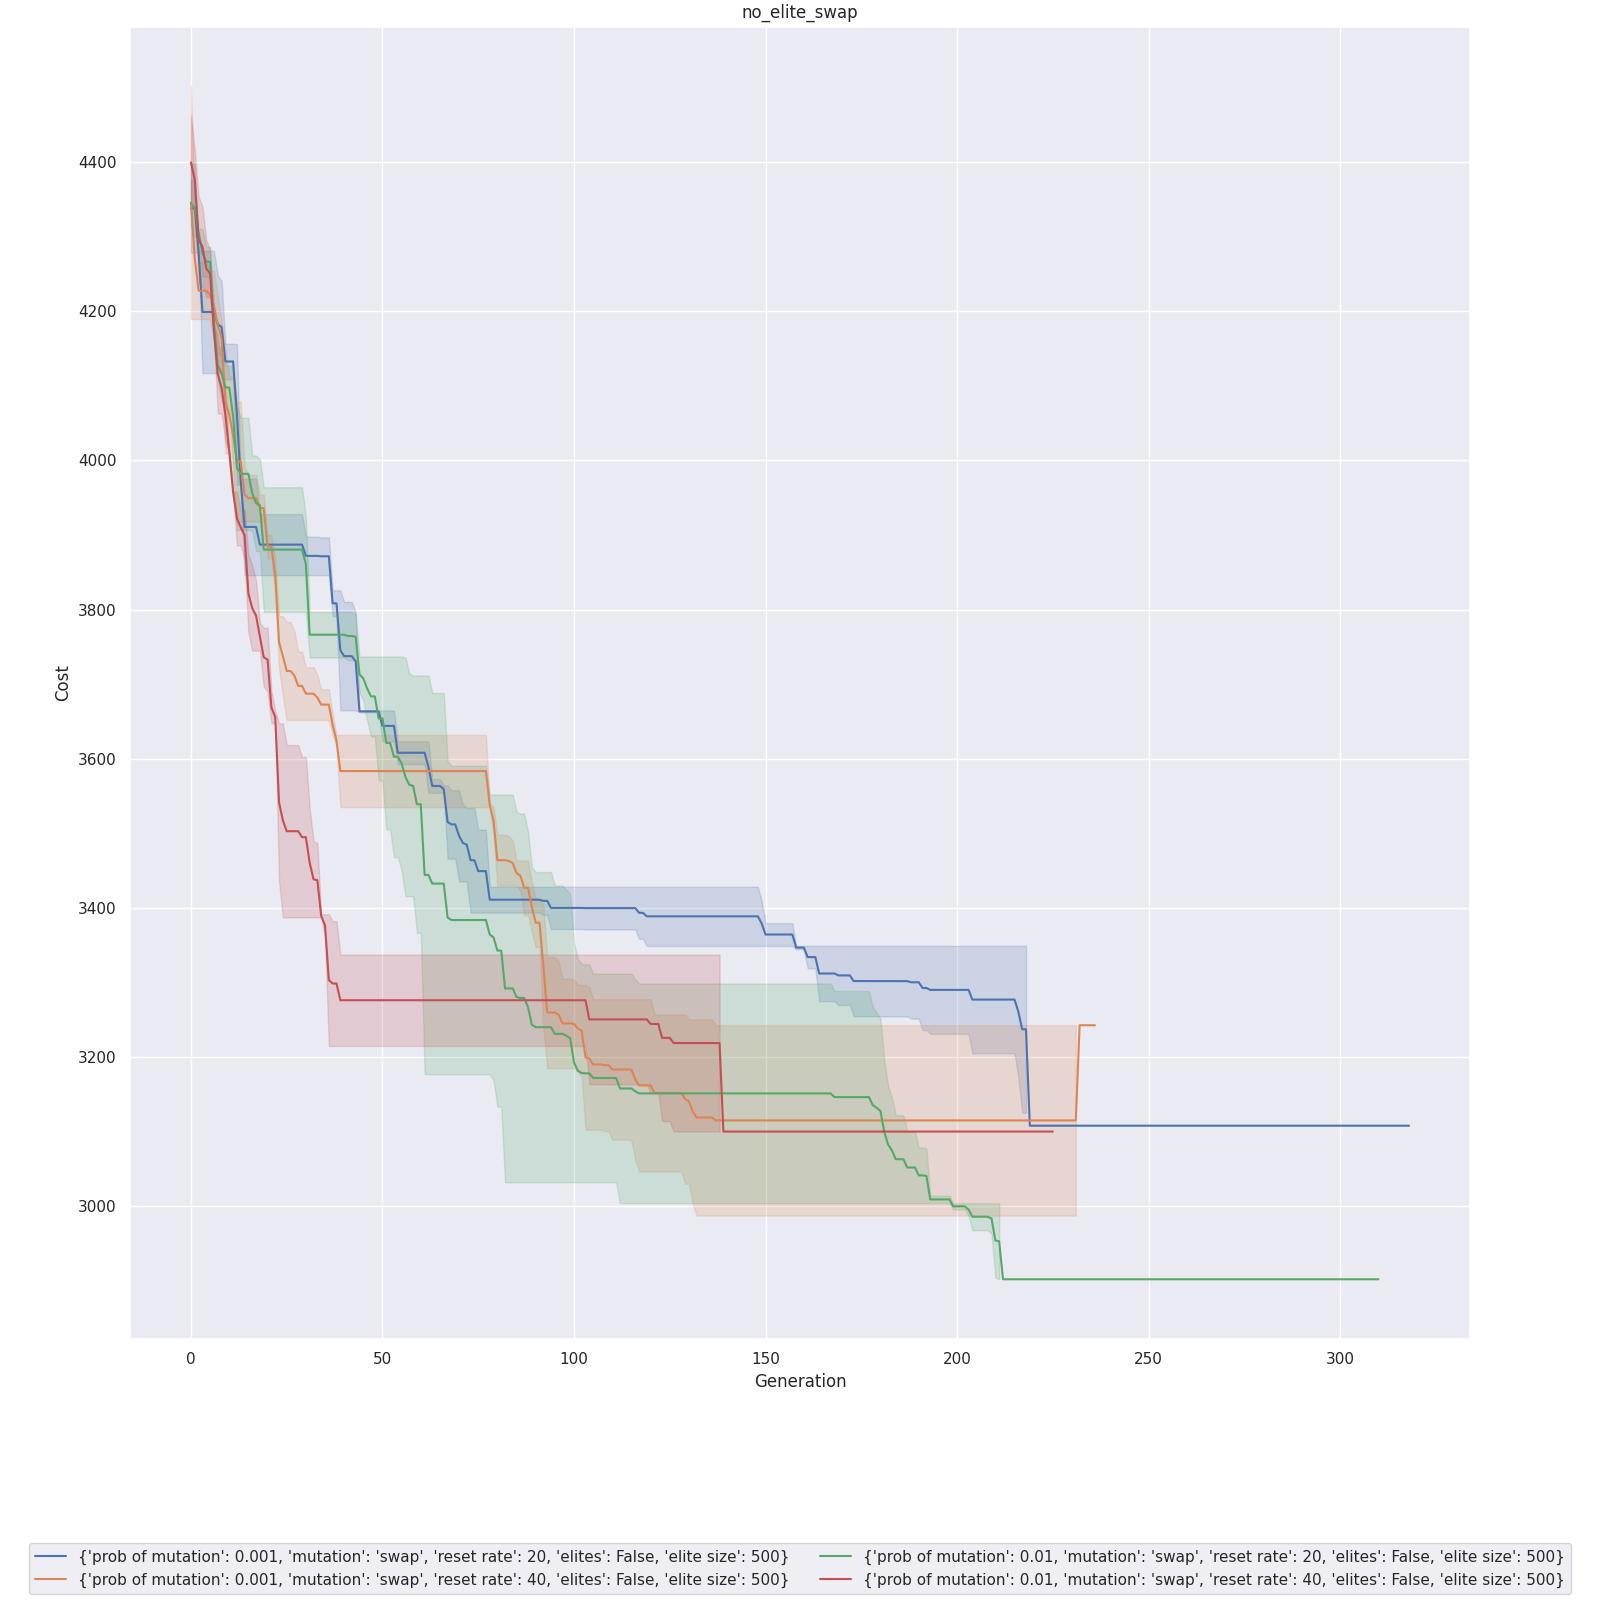 no_elite_swap
4400
4200
4000
3800
3600
3400
3200
3000
Cost
0 50 100 150 200 250 300
Generation
{'prob of mutation': 0.001, 'mutation': 'swap', 'reset rate': 20, 'elites': False, 'elite size': 500}
{'prob of mutation': 0.001, 'mutation': 'swap', 'reset rate': 40, 'elites': False, 'elite size': 500}
{'prob of mutation': 0.01, 'mutation': 'swap', 'reset rate': 20, 'elites': False, 'elite size': 500}
{'prob of mutation': 0.01, 'mutation': 'swap', 'reset rate': 40, 'elites': False, 'elite size': 500}